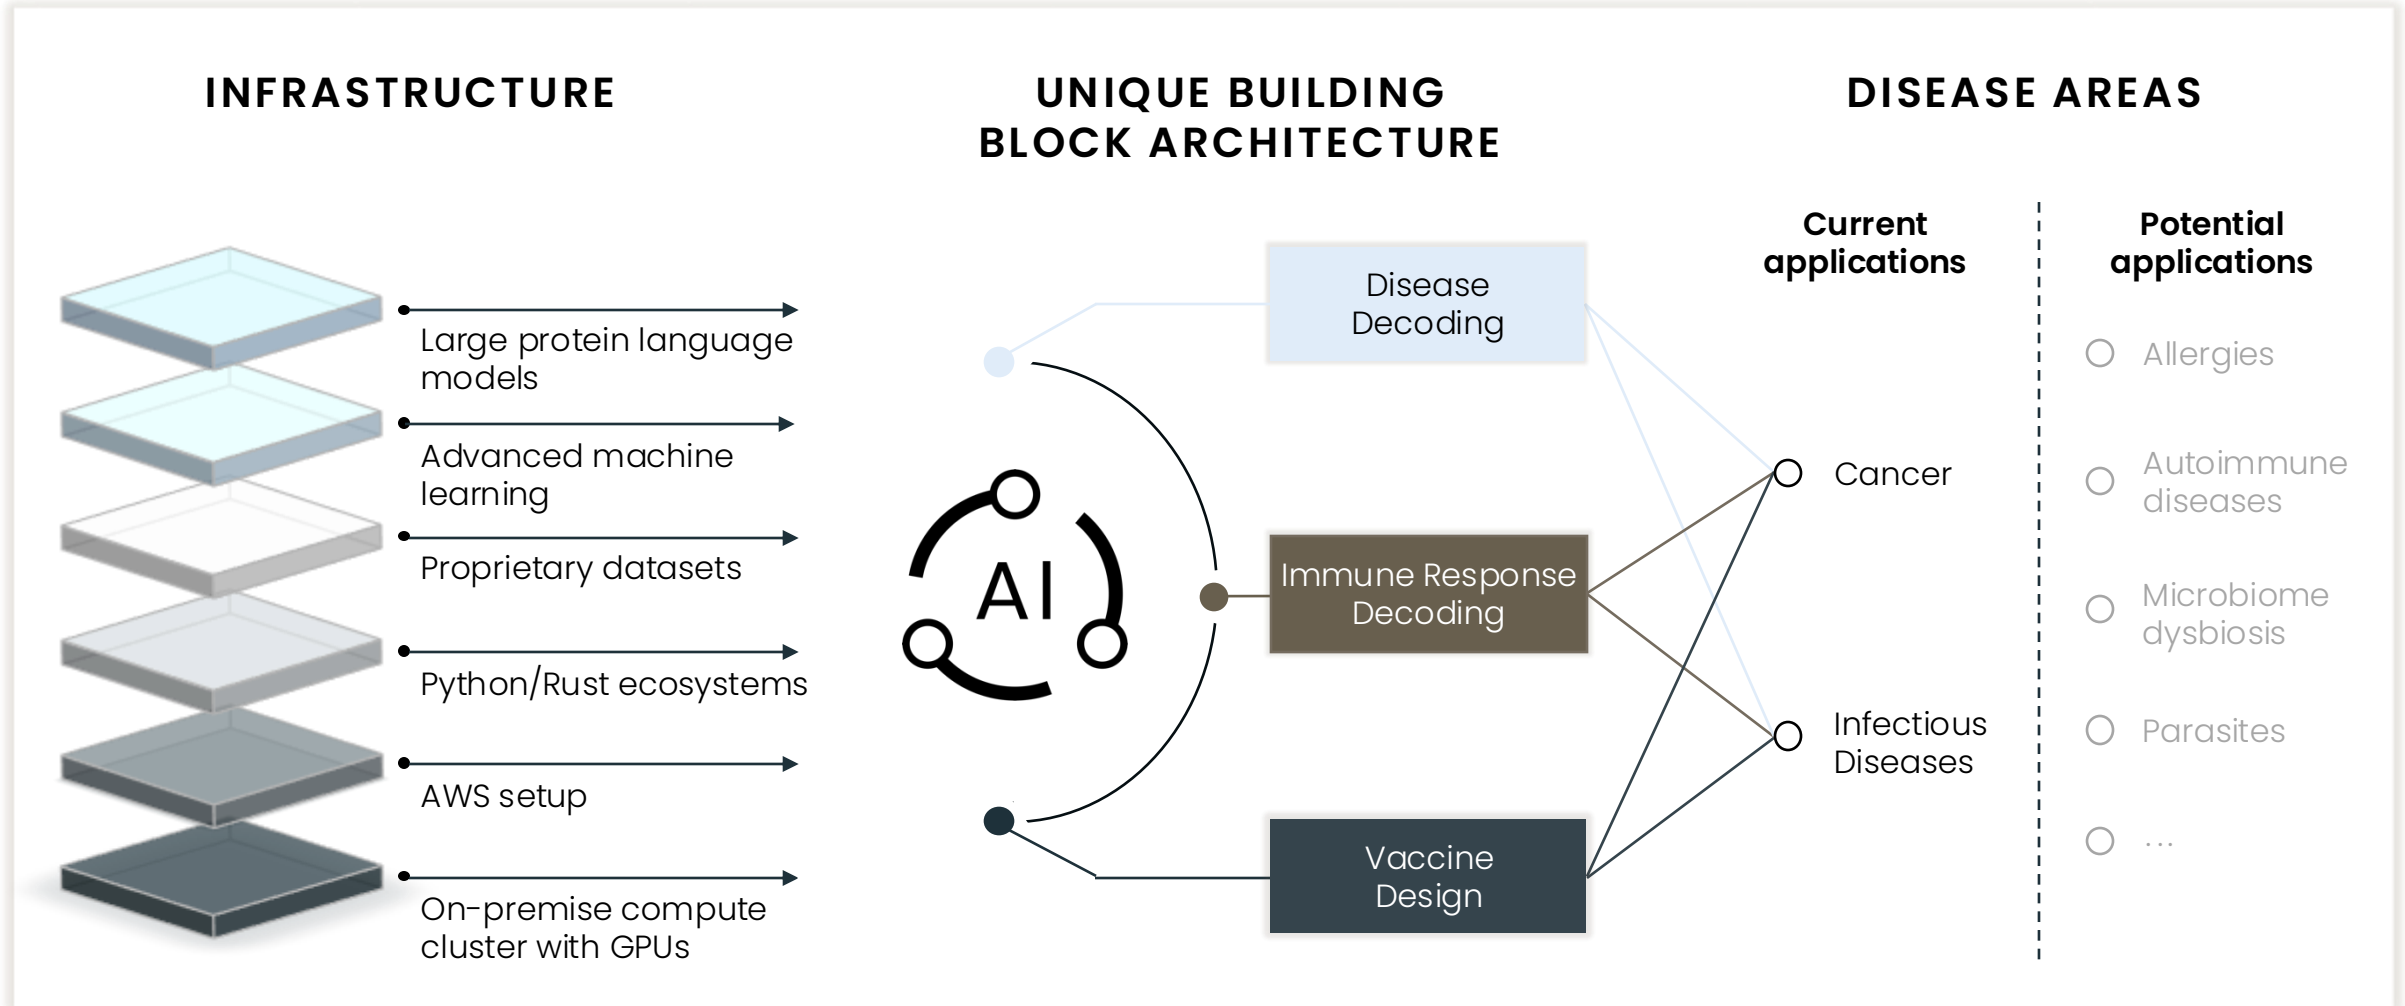 INFRASTRUCTURE
Large protein language
models
Advanced machine
learning
Proprietary datasets
Python/Rust ecosystems
AWS setup
On-premise compute
cluster with GPUs
UNIQUE BUILDING
BLOCK ARCHITECTURE
AI
Disease
Decoding
Immune Response
Decoding
Vaccine
Design
DISEASE AREAS
Current
applications
Cancer
Infectious
Diseases
Potential
applications
Allergies
Autoimmune
diseases
Microbiome
dysbiosis
Parasites
...